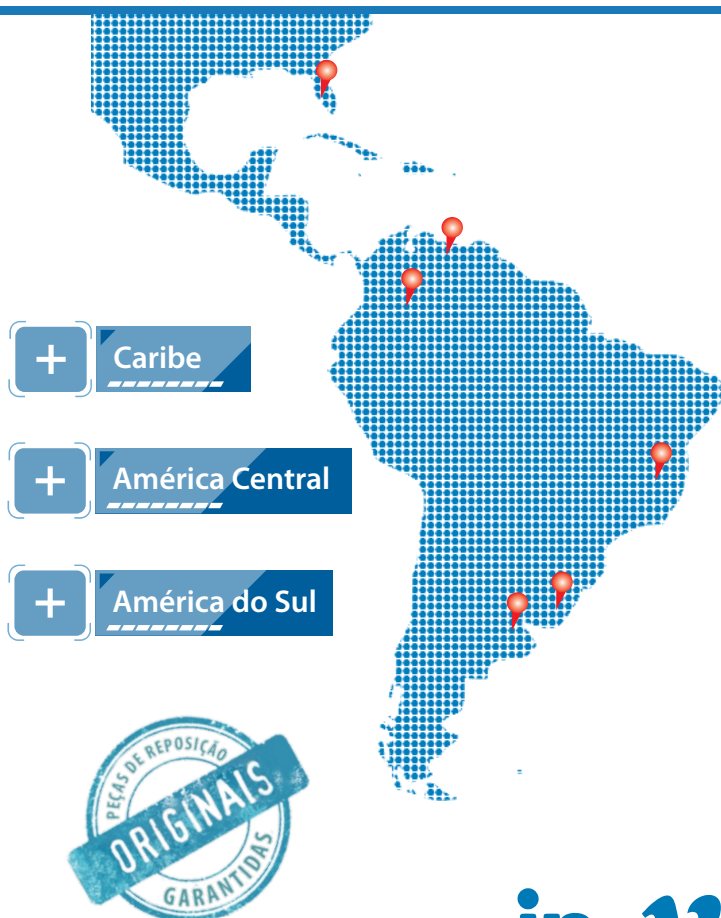 + Caribe
+ América Central
+ América do Sul
PEÇAS DE REPOSIÇÃO
ORIGINAIS
GARANTIDAS